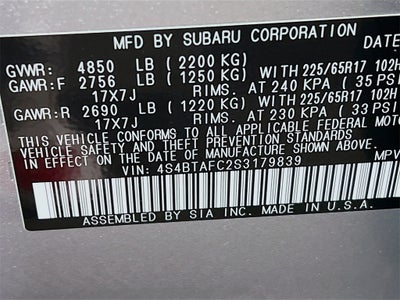 MFD BY SUBARU CORPORATION DATE
GVWR: 4850 LB (2200 KG)
GAWR:F 2756 LB (1250 KG) WITH 225/65R17 102H
17X7J RIMS. AT 240 KPA (35 PSI
GAWR:R 2690 LB (1220 KG) WITH 225/65R17 102H
17X7J RIMS. AT 230 KPA (33 PSI
THIS VEHICLE CONFORMS TO ALL APPLICABLE FEDERAL MOTO
VEHICLE SAFETY AND BUMPER STANDARDS
IN EFFECT ON THE DATE OF MANUFACTURE SHOWN ABOVE.
VIN: 4S4BTAFC2S3179839 MPV
ASSEMBLED BY SIA INC. MADE IN U.S.A.